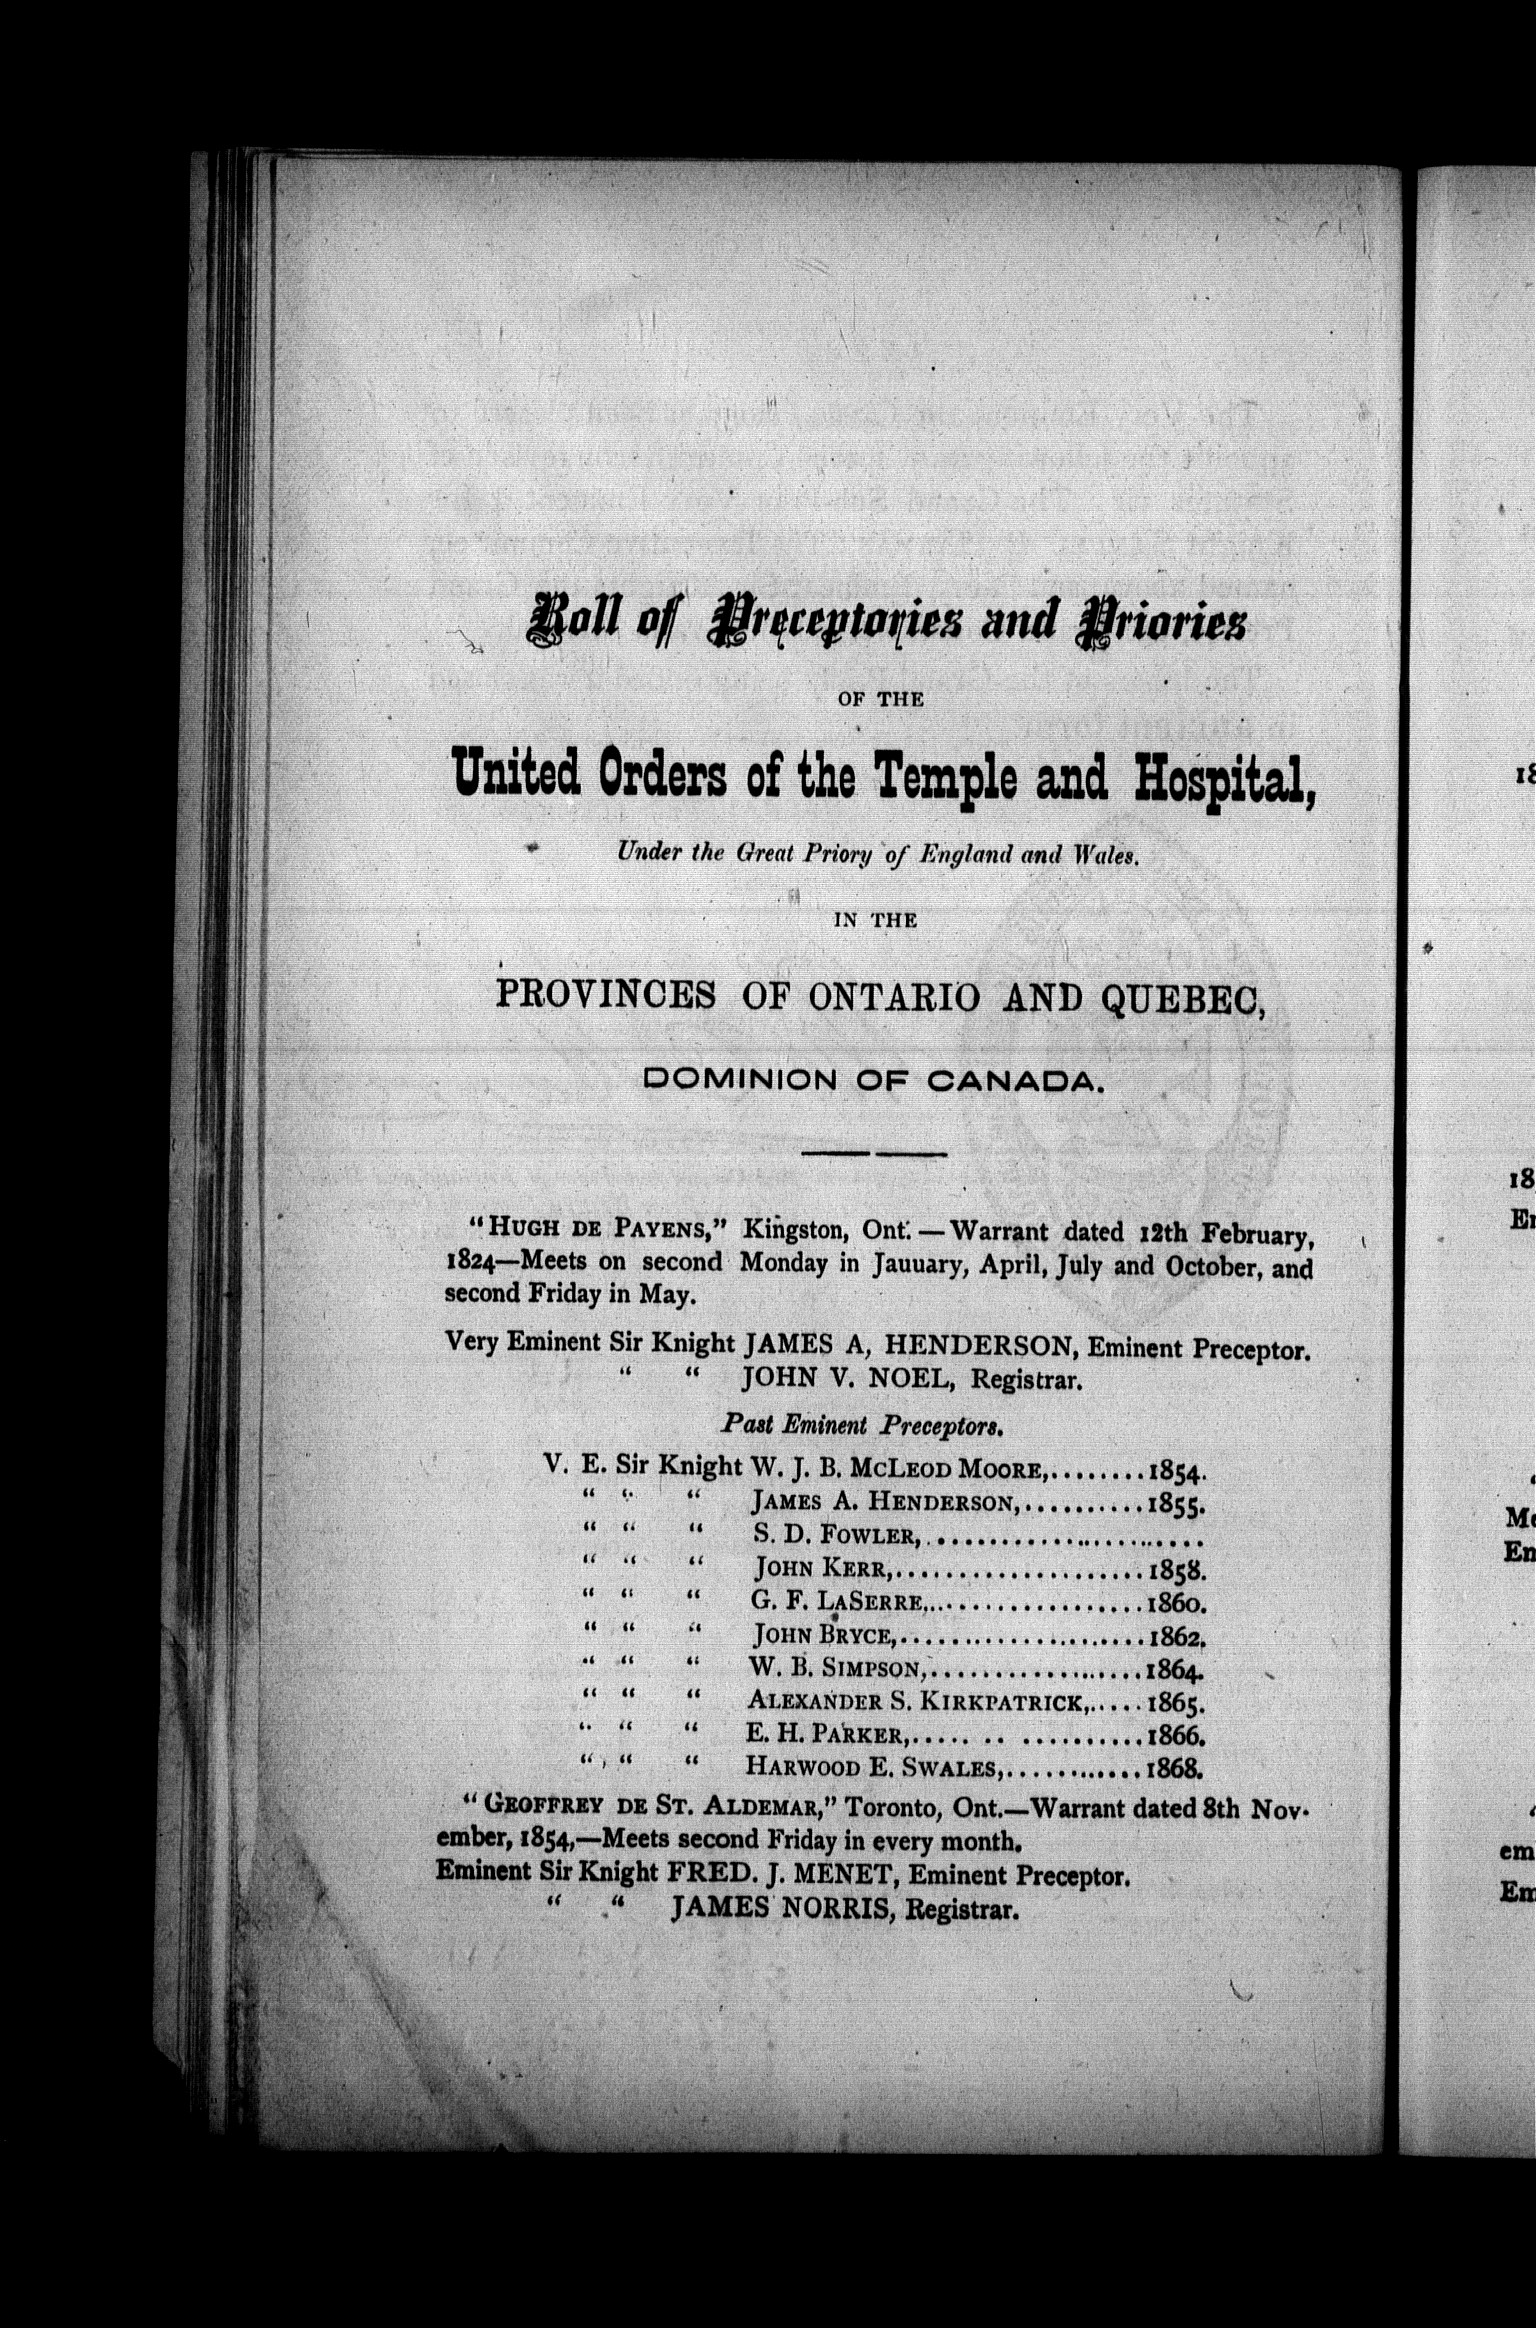 Roll of Preceptories and Priories
OF THE
United Orders of the Temple and Hospital,
Under the Great Priory of England and Wales.
IN THE
PROVINCES OF ONTARIO AND QUEBEC,
DOMINION OF CANADA.
"HUGH DE PAYENS," Kingston, Ont. — Warrant dated 12th February,
1824—Meets on second Monday in Jauuary, April, July and October, and
second Friday in May.
Very Eminent Sir Knight JAMES A, HENDERSON, Eminent Preceptor.
" " JOHN V. NOEL, Registrar.
Past Eminent Preceptors.
V. E. Sir Knight W. J. B. MCLEOD MOORE,........1854.
" " " JAMES A. HENDERSON,..........1855.
" " " S. D. FOWLER,......................
" " " JOHN KERR,....................1858.
" " " G. F. LASERRE,..................1860.
" " " JOHN BRYCE,....................1862.
" " " W. B. SIMPSON,.................1864.
" " " ALEXANDER S. KIRKPATRICK,.....1865.
" " " E. H. PARKER,..... .. ..........1866.
" " " HARWOOD E. SWALES,...........1868.
"GEOFFREY DE ST. ALDEMAR," Toronto, Ont.—Warrant dated 8th Nov-
ember, 1854,—Meets second Friday in every month.
Eminent Sir Knight FRED. J. MENET, Eminent Preceptor.
" " JAMES NORRIS, Registrar.
18
Me
em